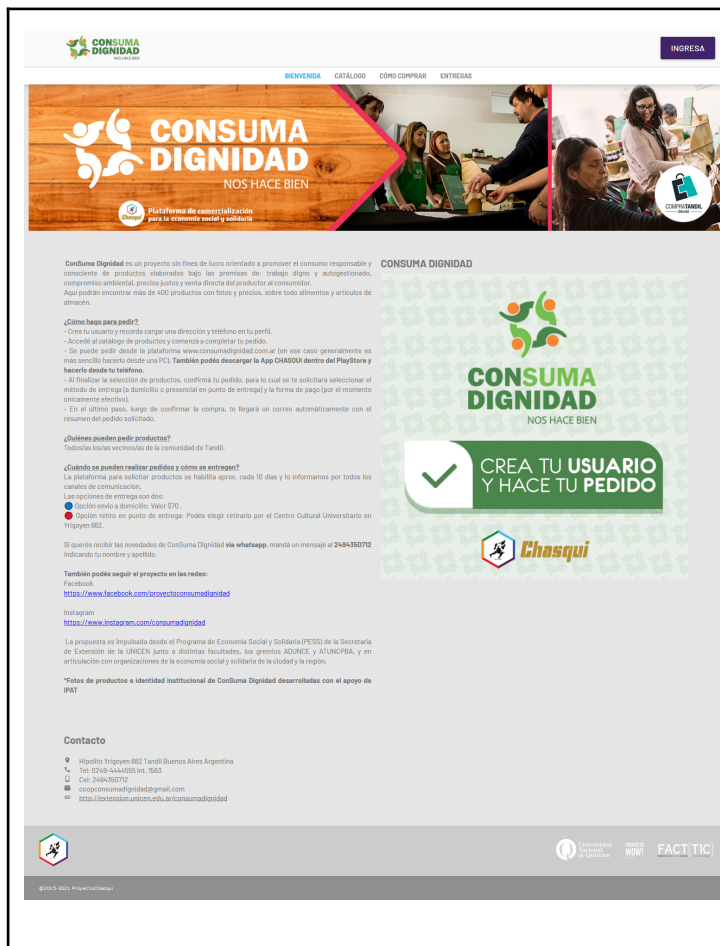 CONSUMA
DIGNIDAD
NOS HACE BIEN
INGRESA
BIENVENIDA CATÁLOGO CÓMO COMPRAR ENTREGAS
CONSUMA
DIGNIDAD
NOS HACE BIEN
Chasqui
Plataforma de comercialización
para la economía social y solidaria
COMPRATANDIL
ONLINE
ConSuma Dignidad es un proyecto sin fines de lucro orientado a promover el consumo responsable y
consciente de productos elaborados bajo las premisas de: trabajo digno y autogestionado,
compromiso ambiental, precios justos y venta directa del productor al consumidor.
Aquí podrán encontrar más de 400 productos con fotos y precios, sobre todo alimentos y artículos de
almacén.
¿Cómo hago para pedir?
- Crea tu usuario y recorda cargar una dirección y teléfono en tu perfil.
- Accedé al catálogo de productos y comenzá a completar tu pedido.
- Se puede pedir desde la plataforma www.consumadignidad.com.ar (en ese caso generalmente es
más sencillo hacerlo desde una PC). También podés descargar la App CHASQUI dentro del PlayStore y
hacerlo desde tu teléfono.
- Al finalizar la selección de productos, confirmá tu pedido, para lo cual se te solicitará seleccionar el
método de entrega (a domicilio o presencial en punto de entrega) y la forma de pago (por el momento
únicamente efectivo).
- En el último paso, luego de confirmar la compra, te llegará un correo automáticamente con el
resumen del pedido solicitado.
¿Quiénes pueden pedir productos?
Todos/as los/as vecinos/as de la comunidad de Tandil.
¿Cuándo se pueden realizar pedidos y cómo se entregan?
La plataforma para solicitar productos se habilita aprox. cada 10 días y lo informamos por todos los
canales de comunicación.
Las opciones de entrega son dos:
Opción envío a domicilio: Valor $70 .
Opción retiro en punto de entrega: Podés elegir retirarlo por el Centro Cultural Universitario en
Yrigoyen 662.
Si querés recibir las novedades de ConSuma Dignidad via whatsapp, mandá un mensaje al 2494350712
indicando tu nombre y apellido.
También podés seguir el proyecto en las redes:
Facebook
https://www.facebook.com/proyectoconsumadignidad
Instagram
https://www.instagram.com/consumadignidad
La propuesta es impulsada desde el Programa de Economía Social y Solidaria (PESS) de la Secretaría
de Extensión de la UNICEN junto a distintas facultades, los gremios ADUNCE y ATUNCPBA, y en
articulación con organizaciones de la economía social y solidaria de la ciudad y la región.
*Fotos de productos e identidad institucional de ConSuma Dignidad desarrolladas con el apoyo de
IPAT
CONSUMA DIGNIDAD
CONSUMA
DIGNIDAD
NOS HACE BIEN
CREA TU USUARIO
Y HACE TU PEDIDO
Chasqui
Contacto
Hipolito Yrigoyen 662 Tandil Buenos Aires Argentina
Tel: 0249-4444555 int. 1563
Cel: 2494350712
coopconsumadignidad@gmail.com
http://extension.unicen.edu.ar/consumadignidad
Universidad
Nacional
de Quilmes
PROYECTO
WOW!
FACT[TIC]
@2015-2021 ProyectoChasqui